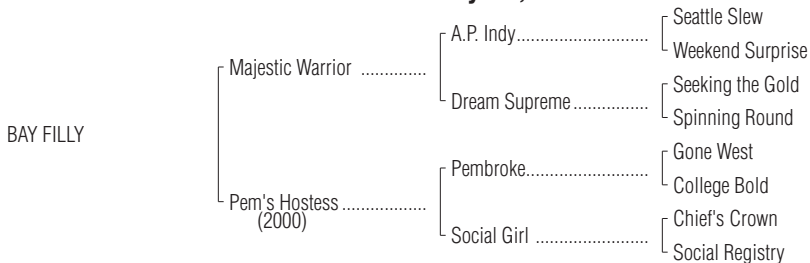 Seattle Slew
A.P. Indy..............................
Weekend Surprise
Majestic Warrior ..............
Seeking the Gold
Dream Supreme.................
Spinning Round
BAY FILLY
Gone West
Pembroke............................
College Bold
Pem's Hostess ..................
(2000)
Chief's Crown
Social Girl .........................
Social Registry